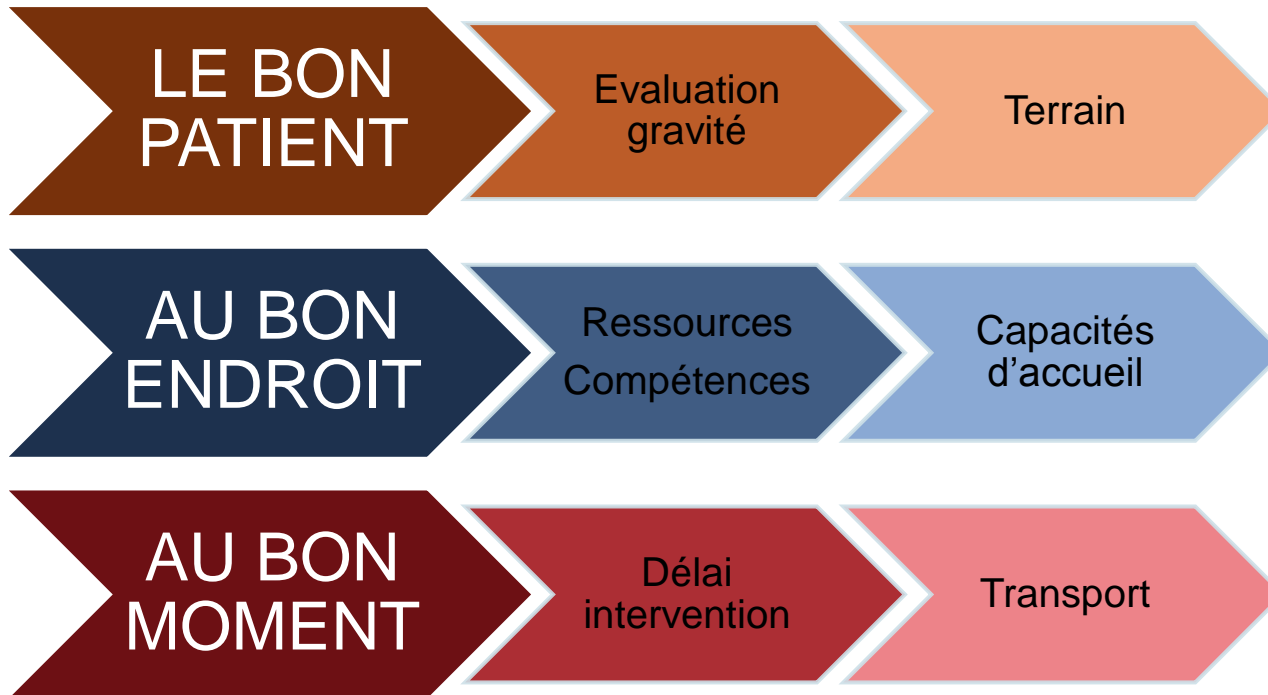 LE BON
PATIENT
Evaluation
gravité
Terrain
AU BON
ENDROIT
Ressources
Compétences
Capacités
d’accueil
AU BON
MOMENT
Délai
intervention
Transport